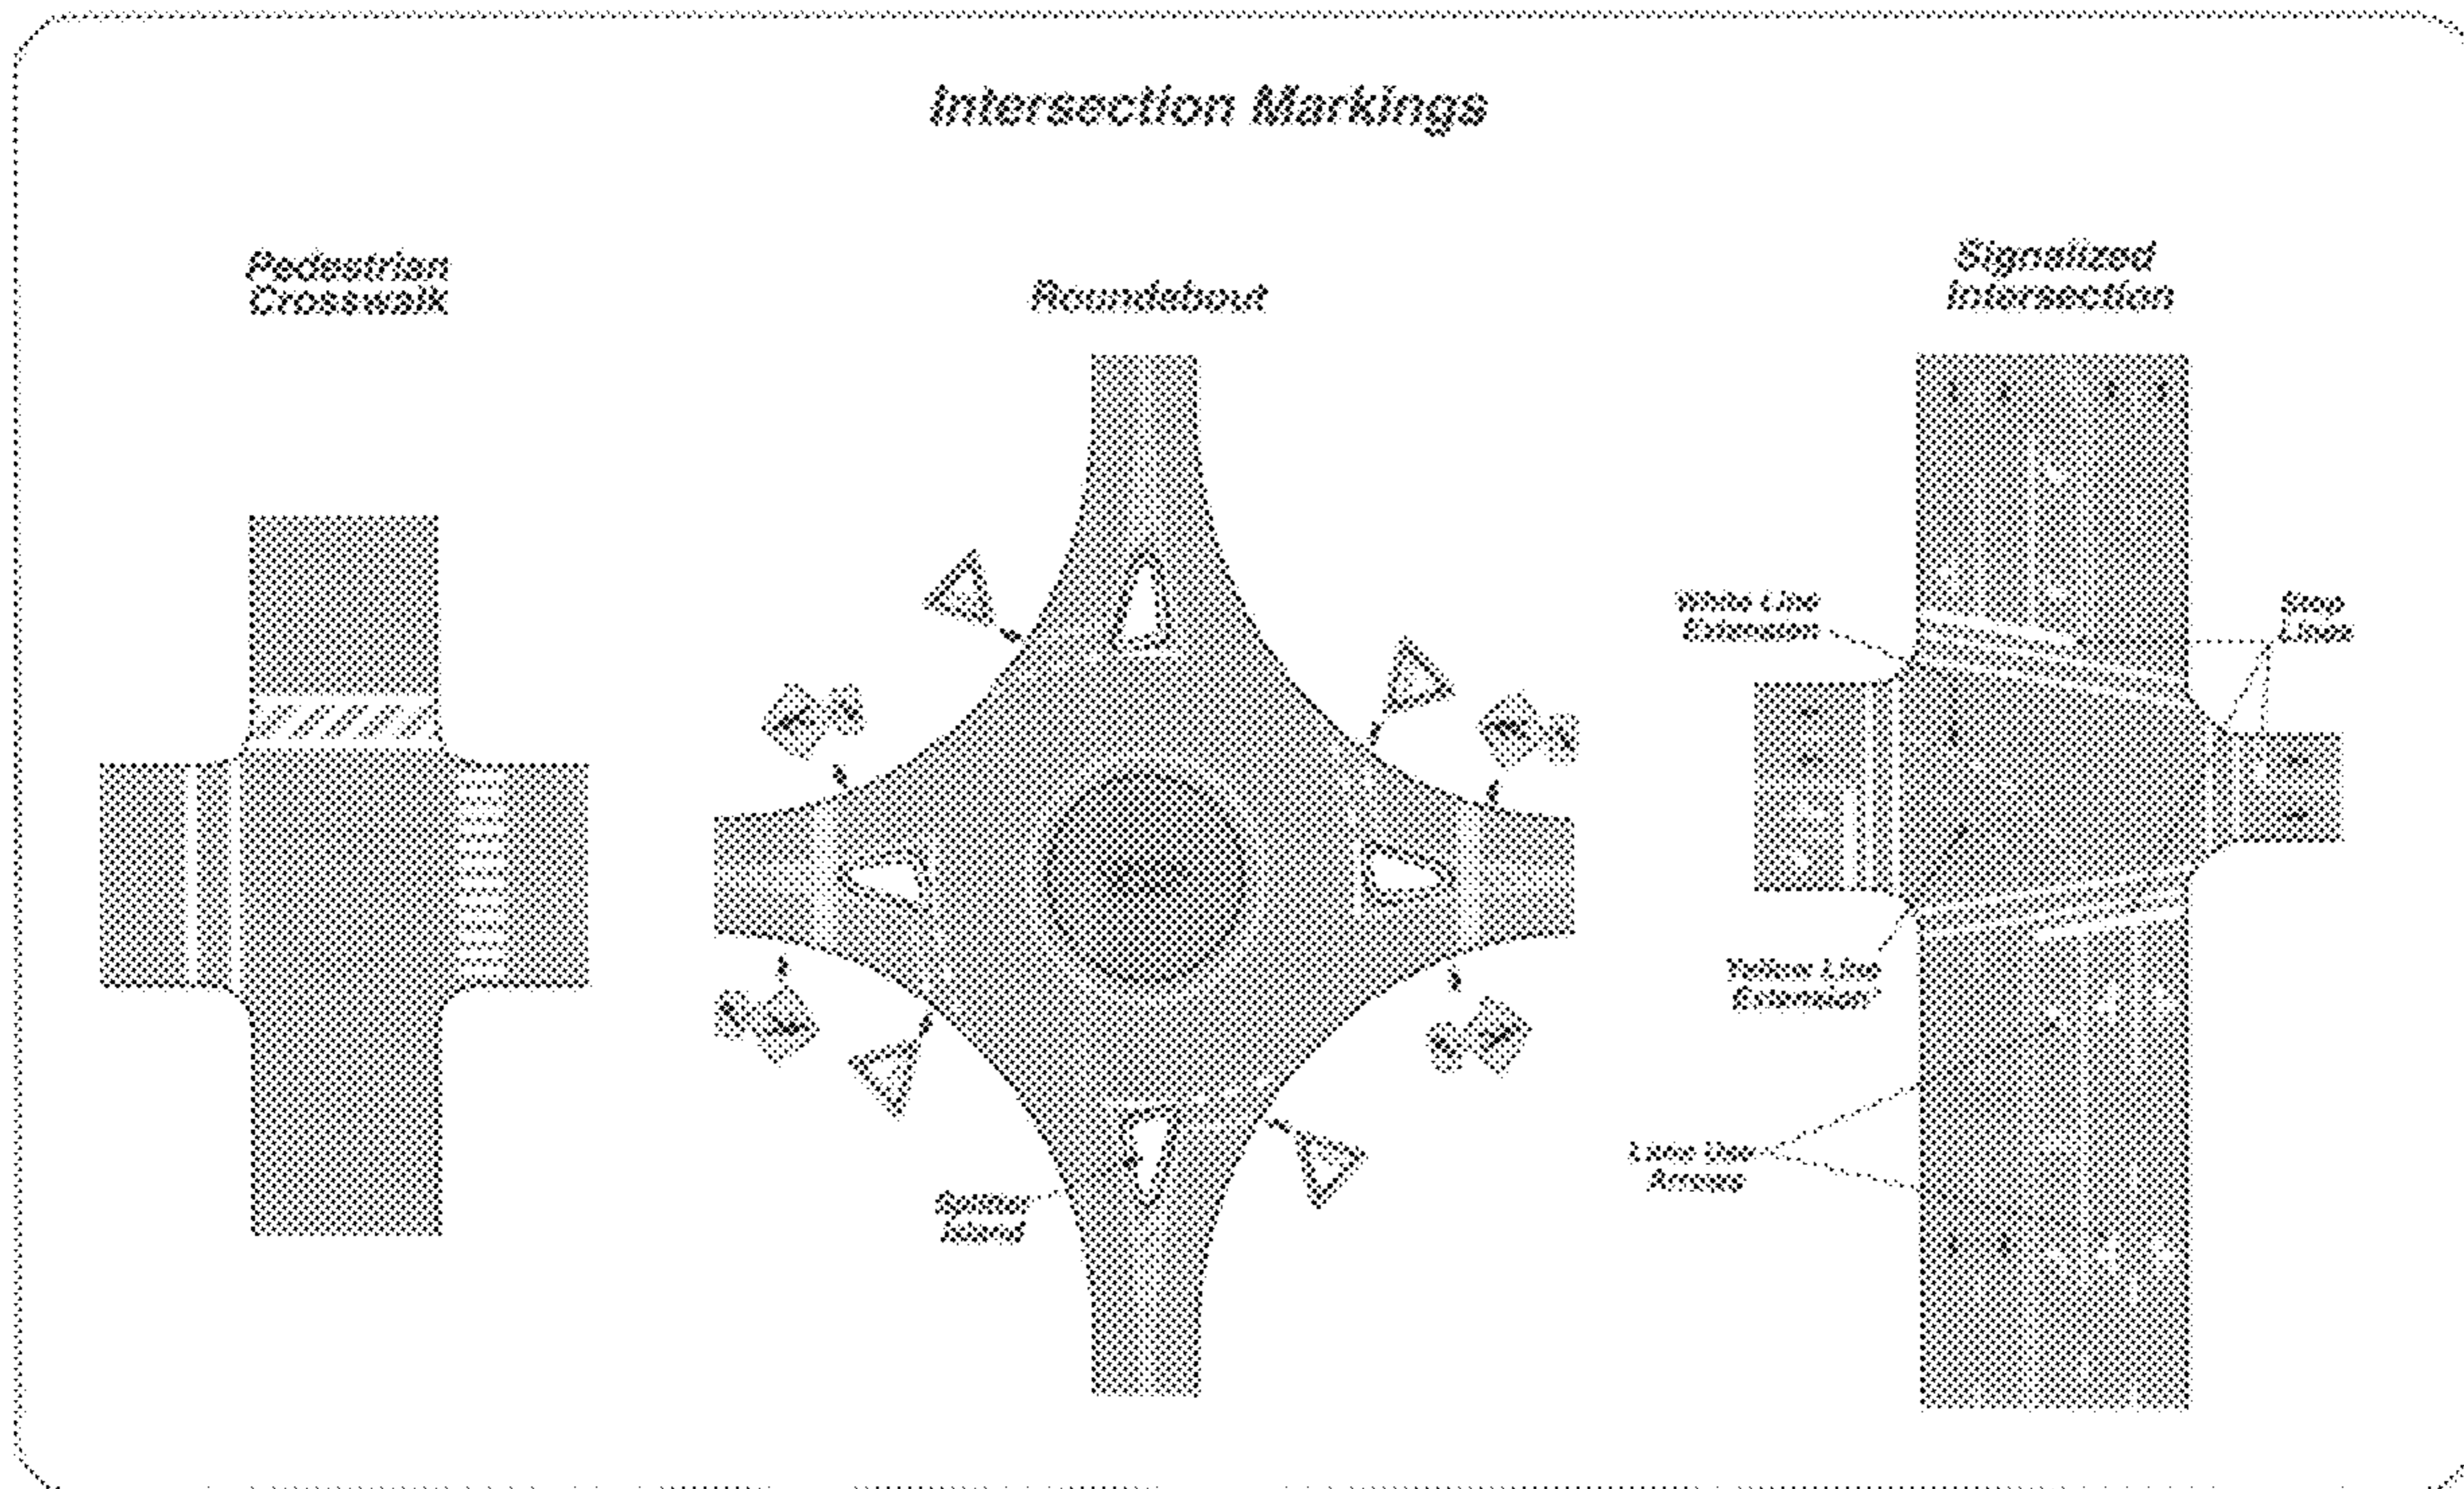 Intersection Markings
Pedestrian
Crosswalk
Roundabout
Signalized
Intersection
White Line
Extension
Stop
Lines
Yellow Line
Extension
Lane Use
Arrows
Splitter
Island